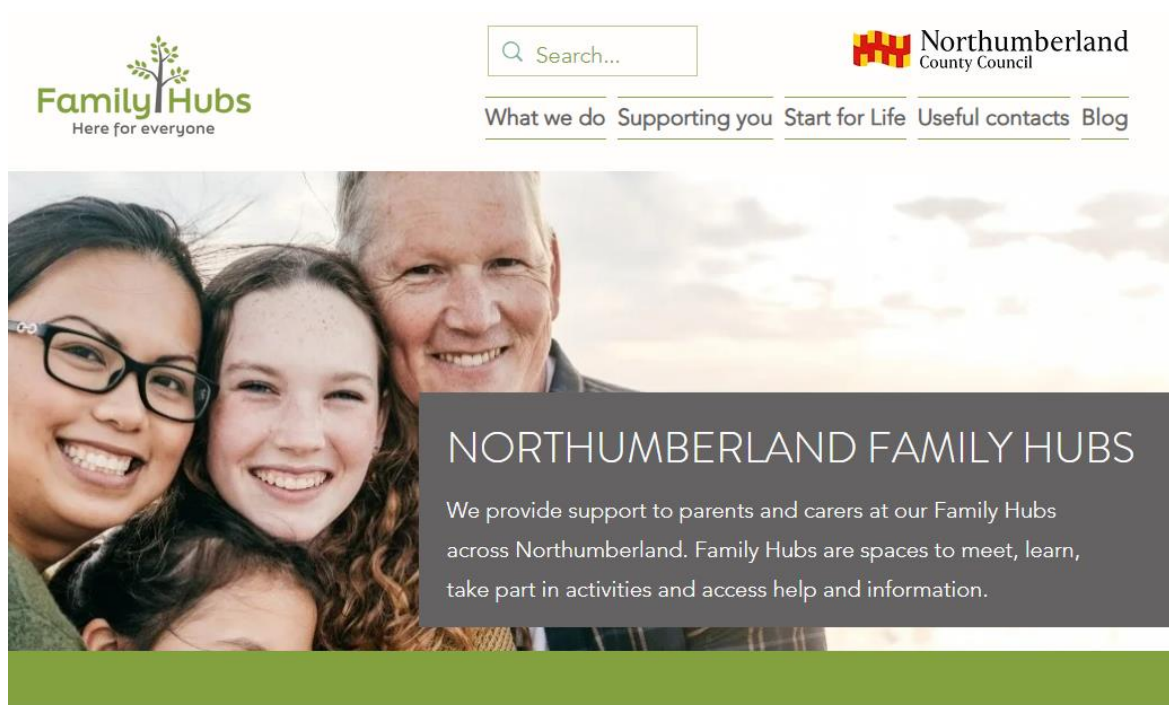 Family Hubs
Here for everyone
Search...
Northumberland
County Council
What we do Supporting you Start for Life Useful contacts Blog
NORTHUMBERLAND FAMILY HUBS
We provide support to parents and carers at our Family Hubs
across Northumberland. Family Hubs are spaces to meet, learn,
take part in activities and access help and information.